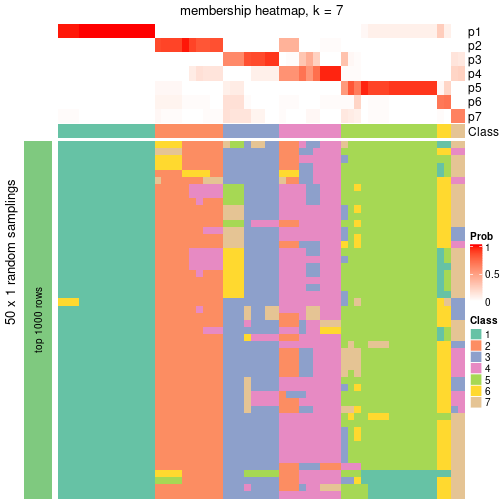 membership heatmap, k = 7
p1
p2
p3
p4
p5
p6
p7
Class
50 x 1 random samplings
top 1000 rows
Prob
1
0.5
0
Class
1
2
3
4
5
6
7